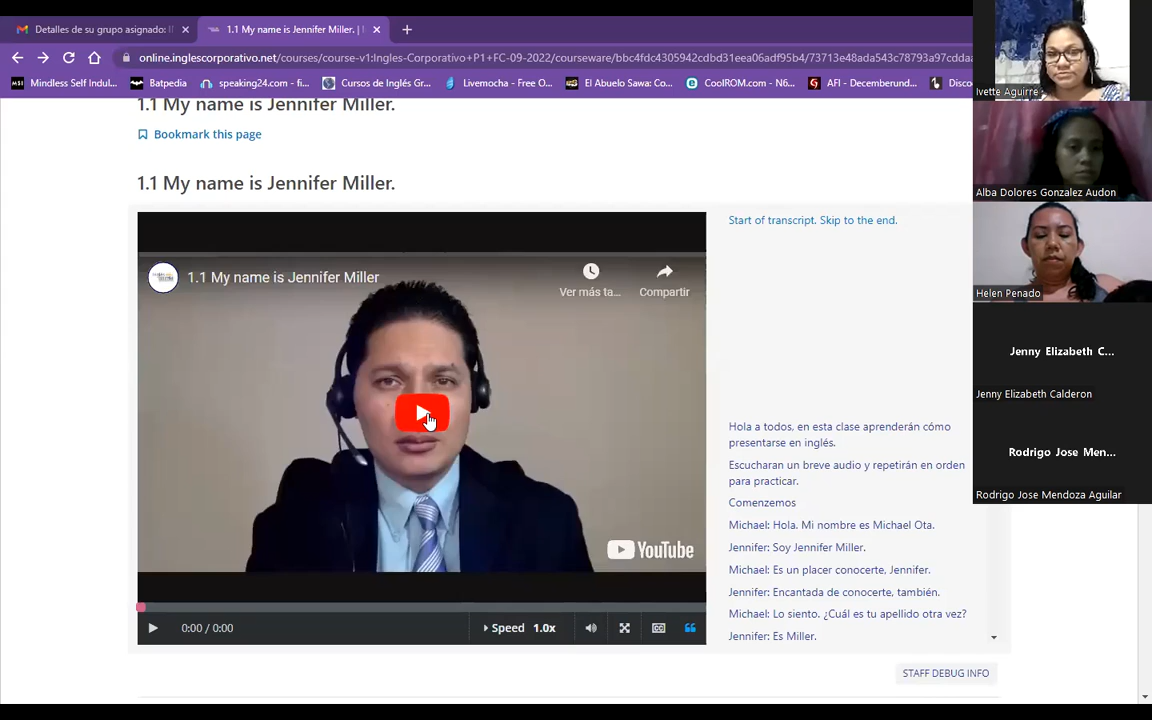 Detalles de su grupo asignado: I
1.1 My name is Jennifer Miller. |
online.inglescorporativo.net/courses/course-v1:Ingles-Corporativo+P1+FC-09-2022/courseware/bbc4fdc4305942cdbd31eea06adf95b4/73713e48ada543c78793a97cddaa
Mindless Self Indul...
Batpedia
speaking24.com - fi...
Cursos de Inglés Gr...
Livemocha - Free O...
El Abuelo Sawa: Co...
CoolROM.com - N6...
AFI - Decemberund...
Disco
1.1 My name is Jennifer Miller.
Bookmark this page
1.1 My name is Jennifer Miller.
1.1 My name is Jennifer Miller
Ver más ta...
Compartir
YouTube
0:00 / 0:00
Speed 1.0x
Start of transcript. Skip to the end.
Hola a todos, en esta clase aprenderán cómo
presentarse en inglés.
Escucharan un breve audio y repetirán en orden
para practicar.
Comenzemos
Michael: Hola. Mi nombre es Michael Ota.
Jennifer: Soy Jennifer Miller.
Michael: Es un placer conocerte, Jennifer.
Jennifer: Encantada de conocerte, también.
Michael: Lo siento. ¿Cuál es tu apellido otra vez?
Jennifer: Es Miller.
STAFF DEBUG INFO
Ivette Aguirre
Alba Dolores Gonzalez Audon
Helen Penado
Jenny Elizabeth C...
Jenny Elizabeth Calderon
Rodrigo Jose Men...
Rodrigo Jose Mendoza Aguilar